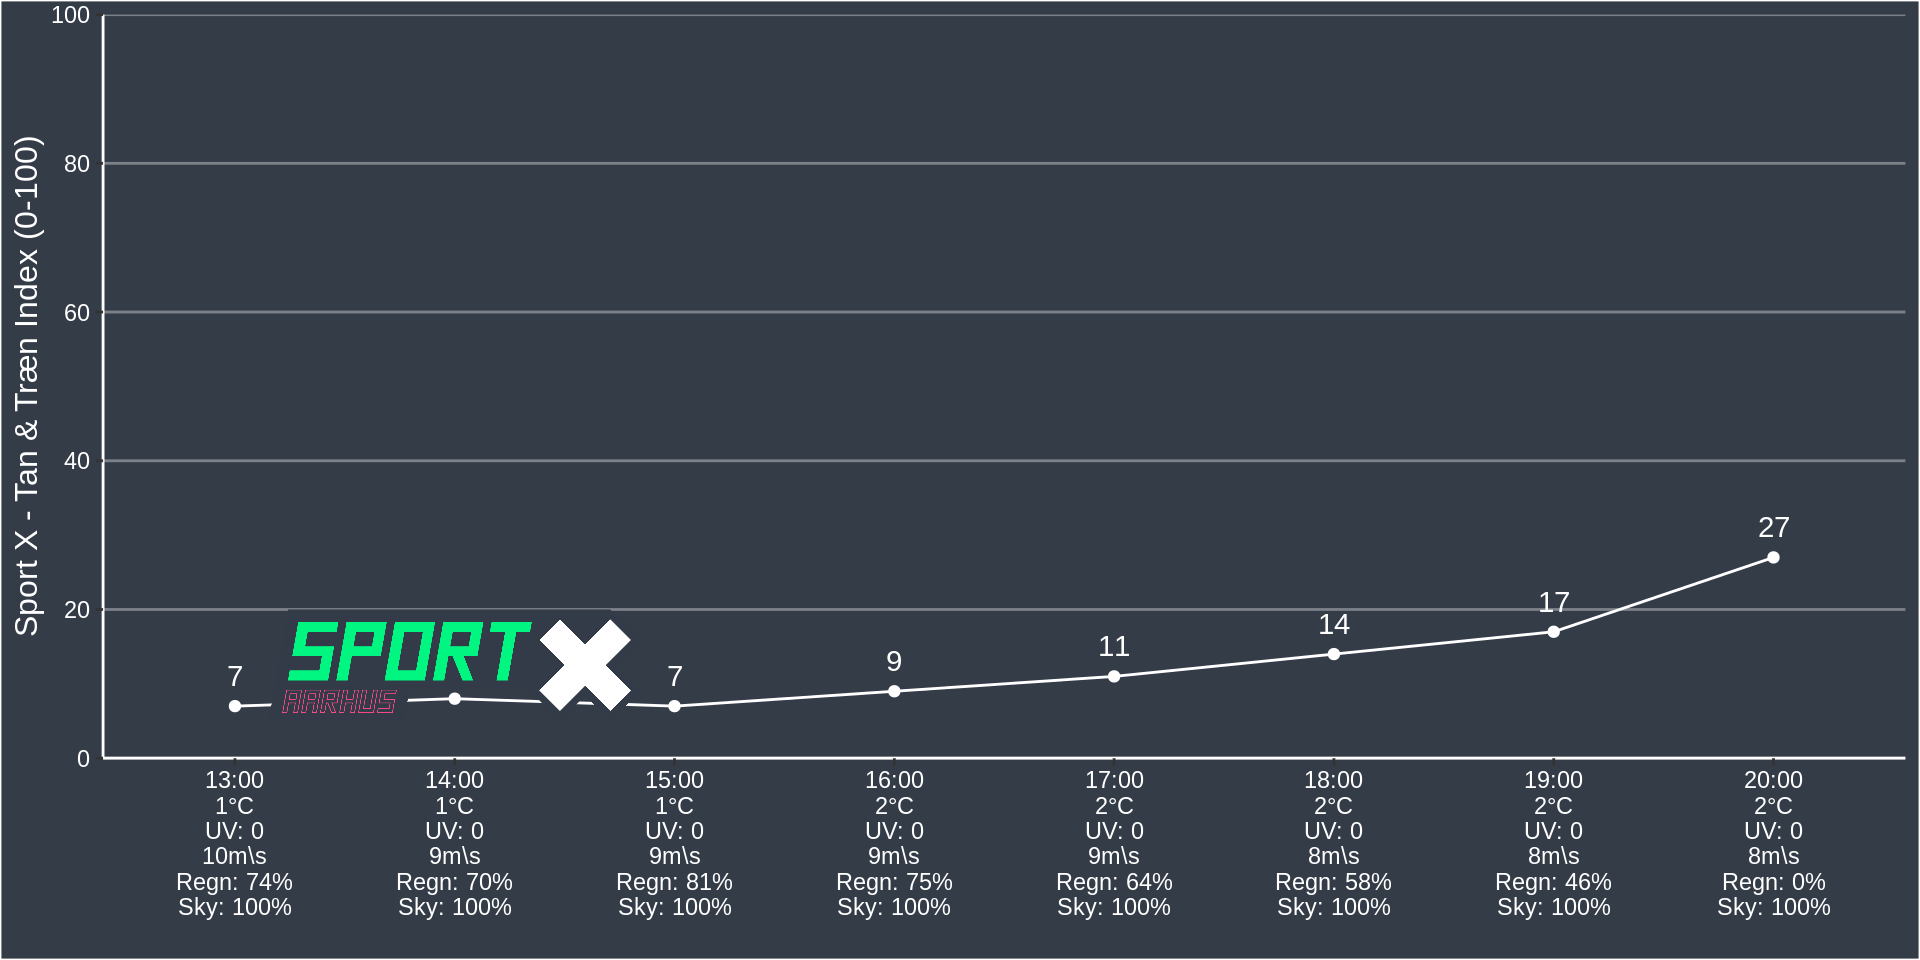 Sport X - Tan & Træn Index (0-100)
100
80
60
40
20
0
7
7
9
11
14
17
27
SPORT X
AARHUS
13:00 14:00 15:00 16:00 17:00 18:00 19:00 20:00
1°C 1°C 1°C 2°C 2°C 2°C 2°C 2°C
UV: 0 UV: 0 UV: 0 UV: 0 UV: 0 UV: 0 UV: 0 UV: 0
10m\s 9m\s 9m\s 9m\s 9m\s 8m\s 8m\s 8m\s
Regn: 74% Regn: 70% Regn: 81% Regn: 75% Regn: 64% Regn: 58% Regn: 46% Regn: 0%
Sky: 100% Sky: 100% Sky: 100% Sky: 100% Sky: 100% Sky: 100% Sky: 100% Sky: 100%